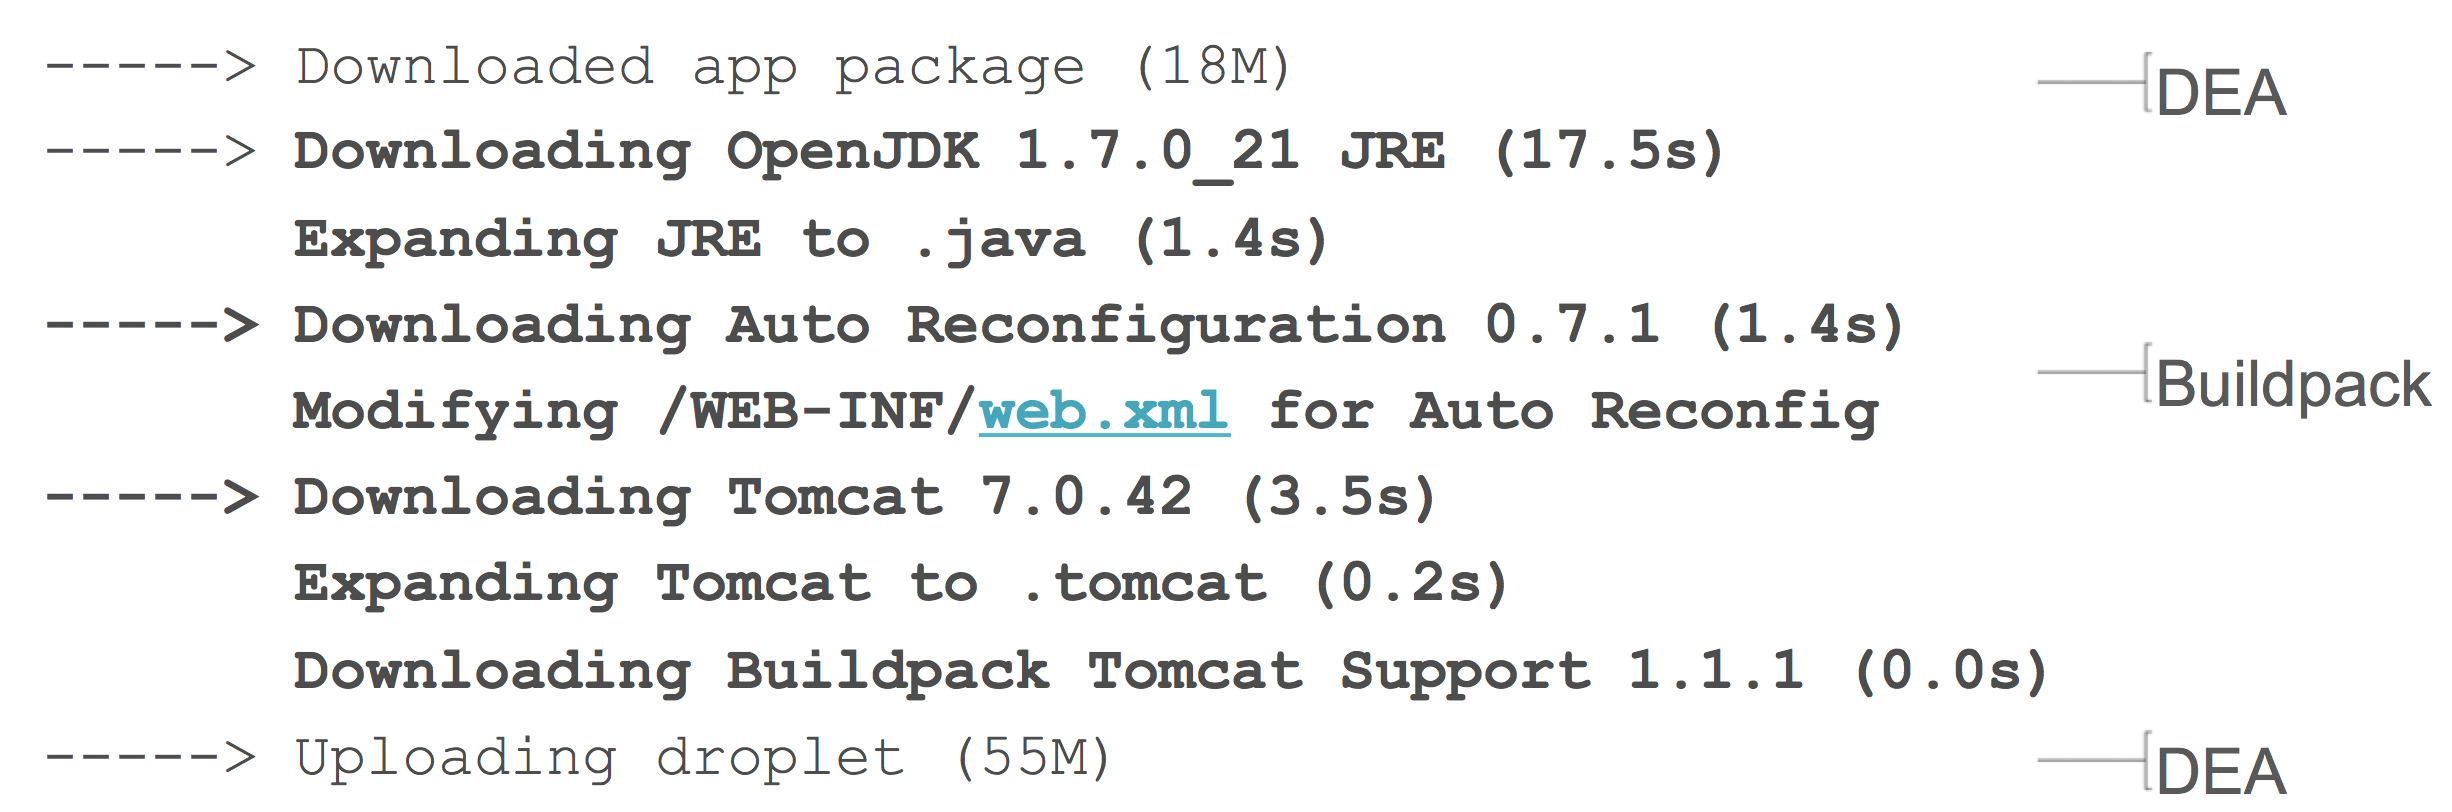 -----> Downloaded app package (18M)
DEA
-----> Downloading OpenJDK 1.7.0_21 JRE (17.5s)
Expanding JRE to .java (1.4s)
-----> Downloading Auto Reconfiguration 0.7.1 (1.4s)
Modifying /WEB-INF/web.xml for Auto Reconfig
Buildpack
-----> Downloading Tomcat 7.0.42 (3.5s)
Expanding Tomcat to .tomcat (0.2s)
Downloading Buildpack Tomcat Support 1.1.1 (0.0s)
-----> Uploading droplet (55M)
DEA